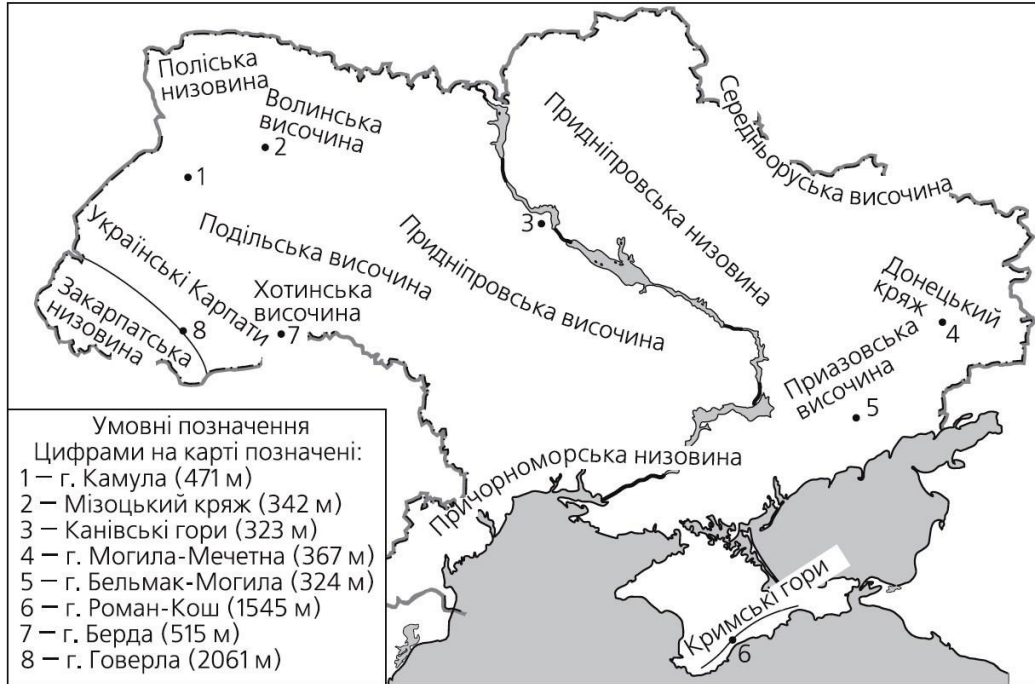 Поліська
низовина
Волинська
височина
2
1
Українські Карпати
Закарпатська
низовина
8
Подільська височина
Хотинська
височина
7
Придніпровська височина
3
Придніпровська низовина
Середньоруська височина
Донецький
кряж
4
Приазовська
височина
5
Причорноморська низовина
Кримські гори
6
Умовні позначення
Цифрами на карті позначені:
1 – г. Камула (471 м)
2 – Мізоцький кряж (342 м)
3 – Канівські гори (323 м)
4 – г. Могила-Мечетна (367 м)
5 – г. Бельмак-Могила (324 м)
6 – г. Роман-Кош (1545 м)
7 – г. Берда (515 м)
8 – г. Говерла (2061 м)